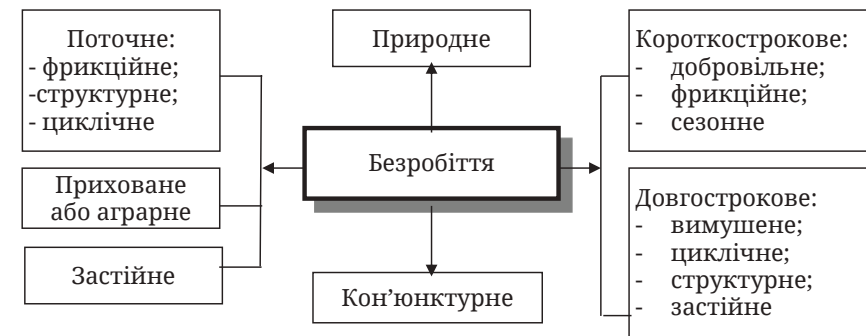 Поточне:
- фрикційне;
-структурне;
- циклічне
Приховане
або аграрне
Застійне
Природне
Безробіття
Кон’юнктурне
Короткострокове:
- добровільне;
- фрикційне;
- сезонне
Довгострокове:
- вимушене;
- циклічне;
- структурне;
- застійне